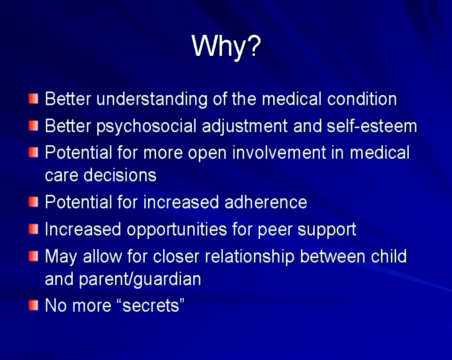 Why?
Better understanding of the medical condition
Better psychosocial adjustment and self-esteem
Potential for more open involvement in medical
care decisions
Potential for increased adherence
Increased opportunities for peer support
May allow for closer relationship between child
and parent/guardian
No more “secrets”